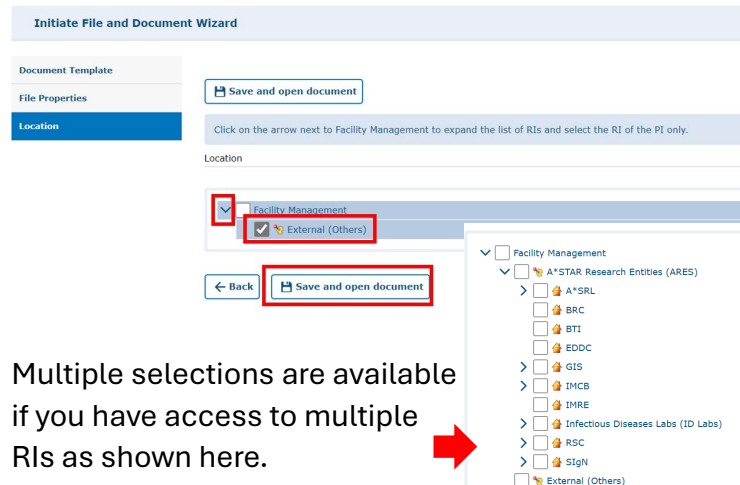 Initiate File and Document Wizard
Document Template
File Properties
Location
Save and open document
Click on the arrow next to Facility Management to expand the list of RIs and select the RI of the PI only.
Location
Facility Management
External (Others)
Back
Save and open document
Multiple selections are available
if you have access to multiple
RIs as shown here.
Facility Management
A*STAR Research Entities (ARES)
A*SRL
BRC
BTI
EDDC
GIS
IMCB
IMRE
Infectious Diseases Labs (ID Labs)
RSC
SIgN
External (Others)